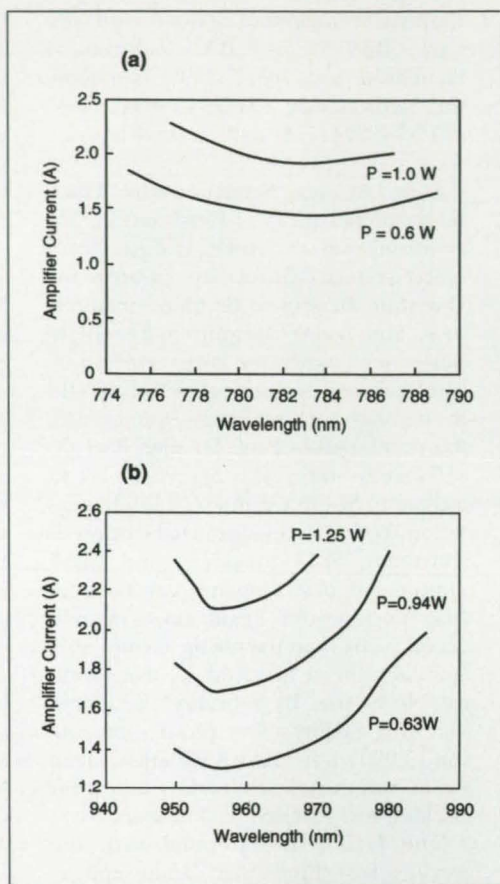 (a)
2.5
2.0
1.5
1.0
0.5
0
Amplifier Current (A)
P =1.0 W
P = 0.6 W
774 776 778 780 782 784 786 788 790
Wavelength (nm)
(b)
2.6
2.4
2.2
2.0
1.8
1.6
1.4
1.2
Amplifier Current (A)
P=1.25 W
P=0.94W
P=0.63W
940 950 960 970 980 990
Wavelength (nm)